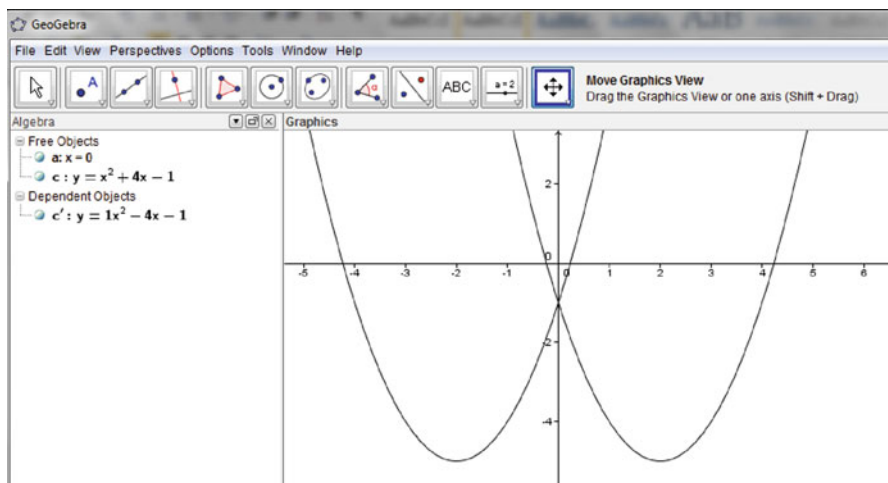 GeoGebra
File Edit View Perspectives Options Tools Window Help
A
α
ABC
a=2
Move Graphics View
Drag the Graphics View or one axis (Shift + Drag)
Algebra
Graphics
Free Objects
a: x = 0
c : y = x² + 4x − 1
Dependent Objects
c′ : y = 1x² − 4x − 1
2
0
-5 -4 -3 -2 -1 0 1 2 3 4 5 6
-2
-4